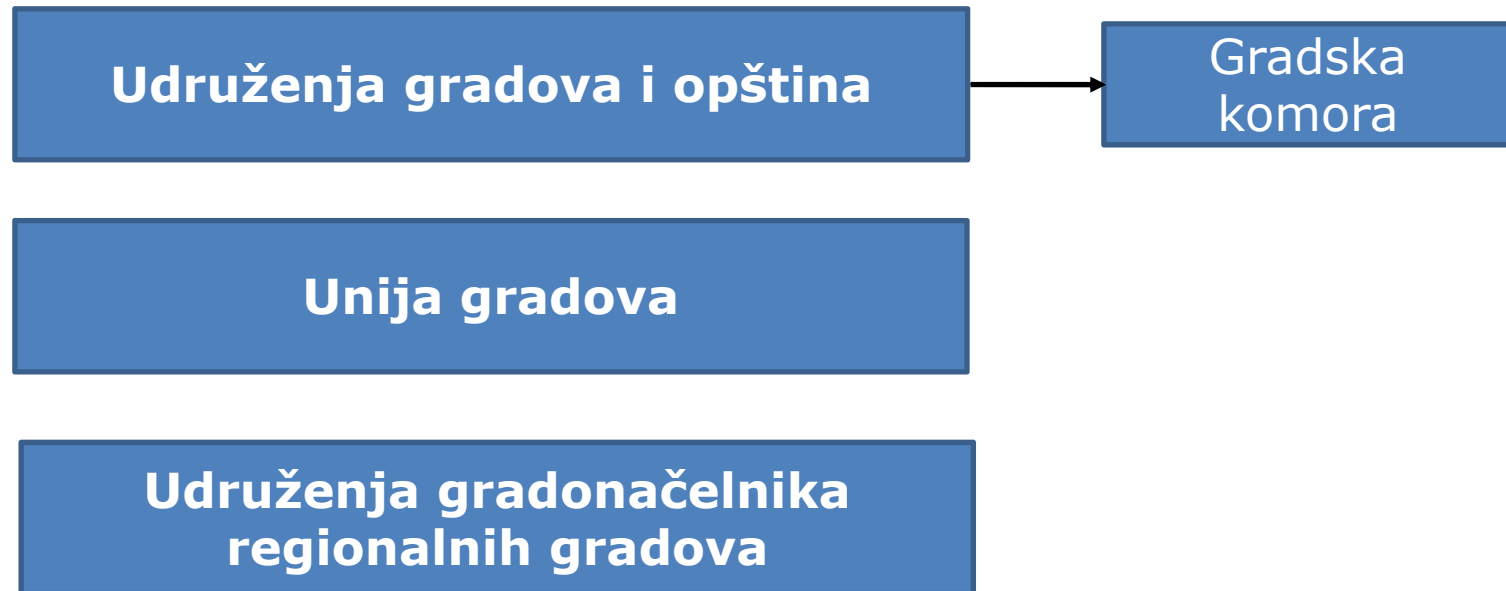 Udruženja gradova i opština
Gradska
komora
Unija gradova
Udruženja gradonačelnika
regionalnih gradova